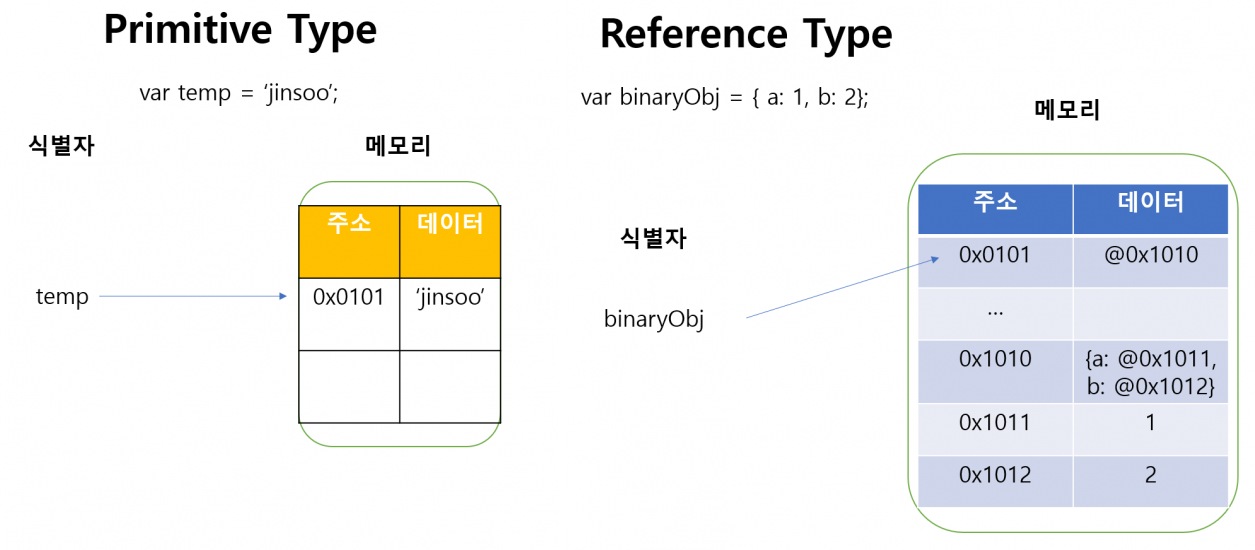 Primitive Type
var temp = ‘jinsoo’;
식별자
메모리
주소 데이터
temp
0x0101 ‘jinsoo’
Reference Type
var binaryObj = { a: 1, b: 2};
메모리
식별자
binaryObj
주소 데이터
0x0101 @0x1010
...
0x1010 {a: @0x1011,
b: @0x1012}
0x1011 1
0x1012 2